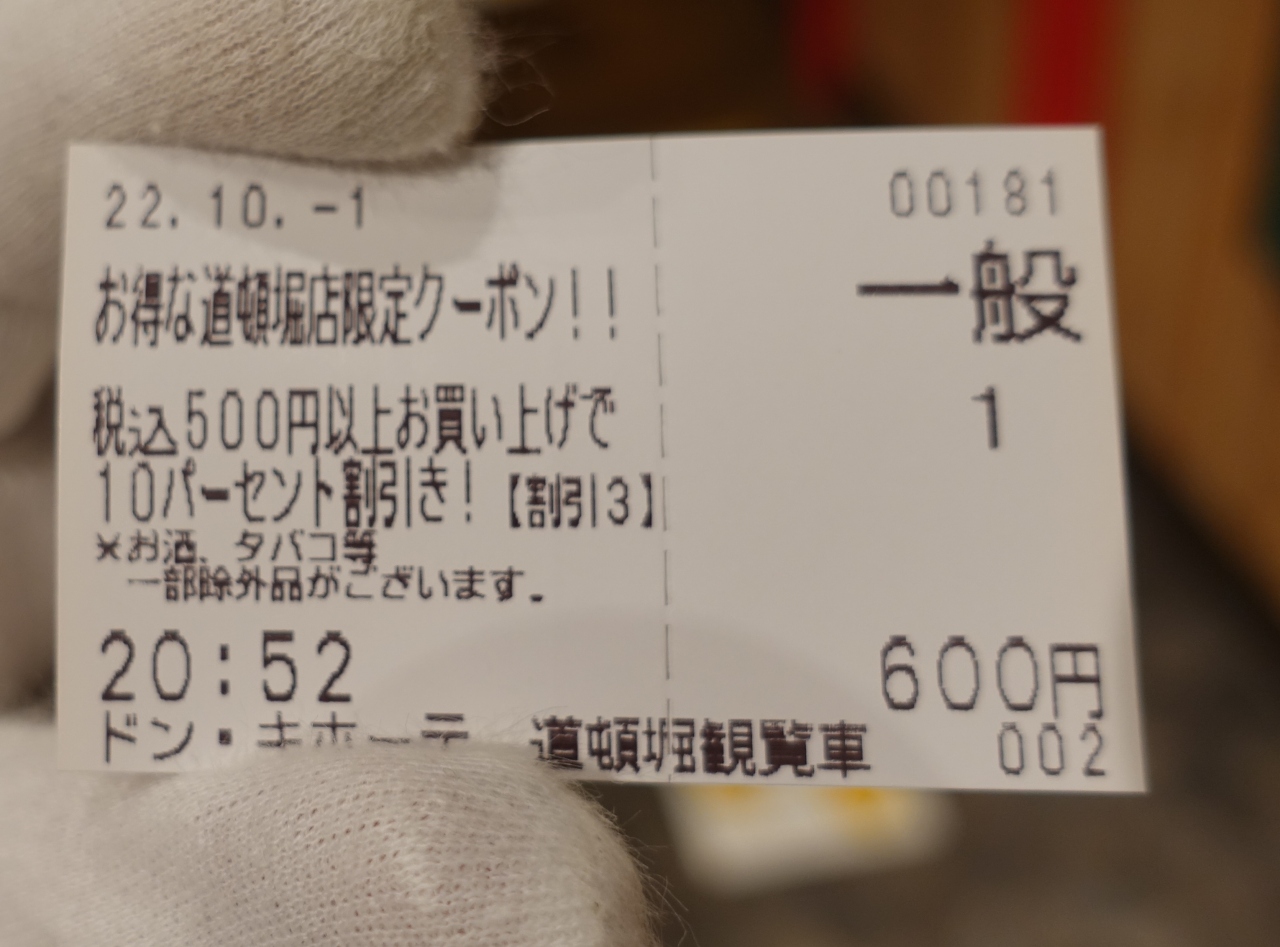 22.10.-1
00181
お得な道頓堀店限定クーポン!!
一般
税込500円以上お買い上げで
1
10パーセント割引き!【割引3】
※お酒、タバコ等
一部除外品がございます。
20:52
600円
ドン・キホーテ 道頓堀観覧車
002